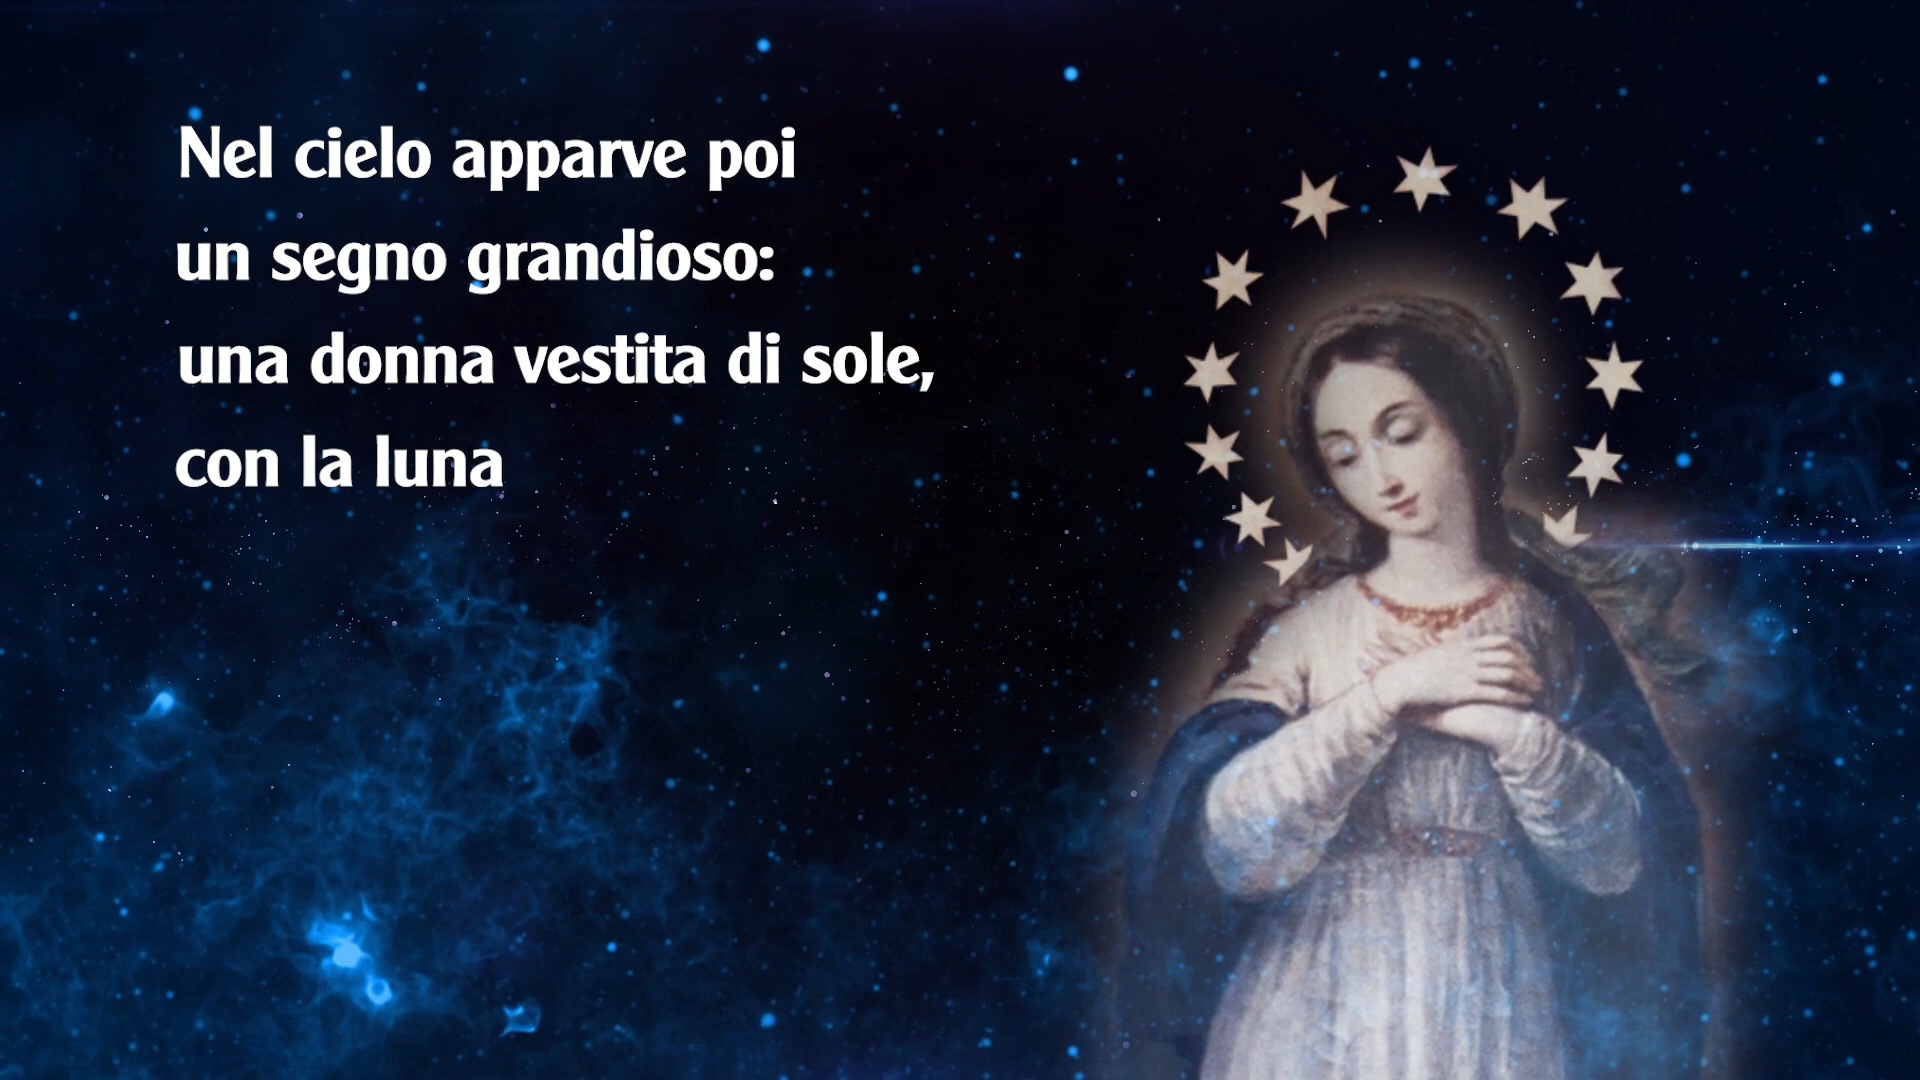 Nel cielo apparve poi
un segno grandioso:
una donna vestita di sole,
con la luna